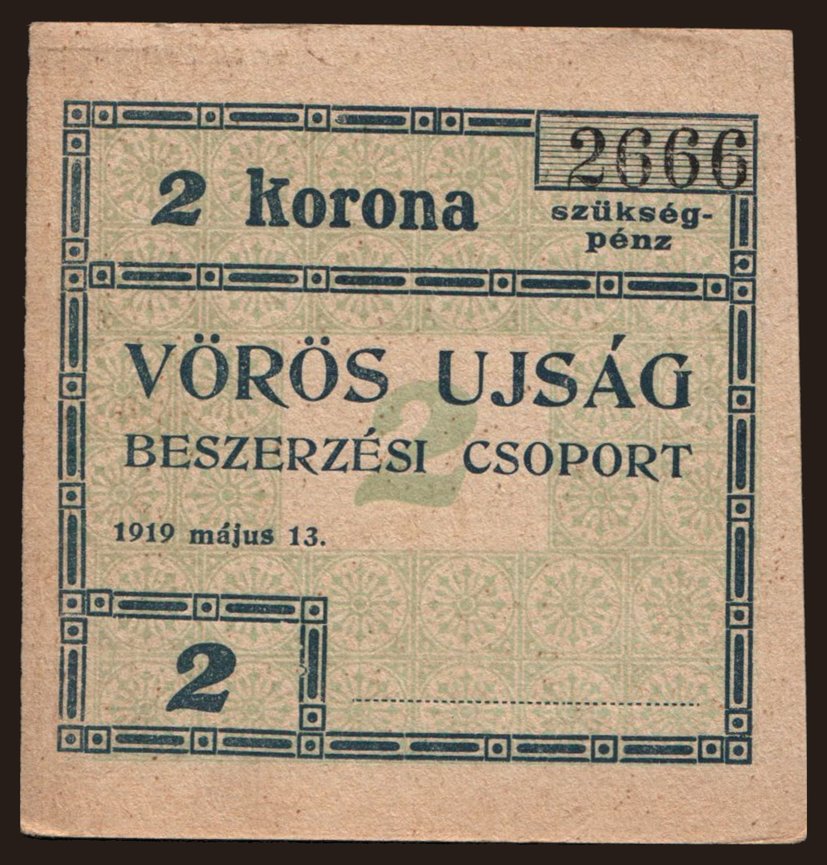 2666
2 korona
szükség-
pénz
VÖRÖS UJSÁG
2
BESZERZÉSI CSOPORT
1919 május 13.
2